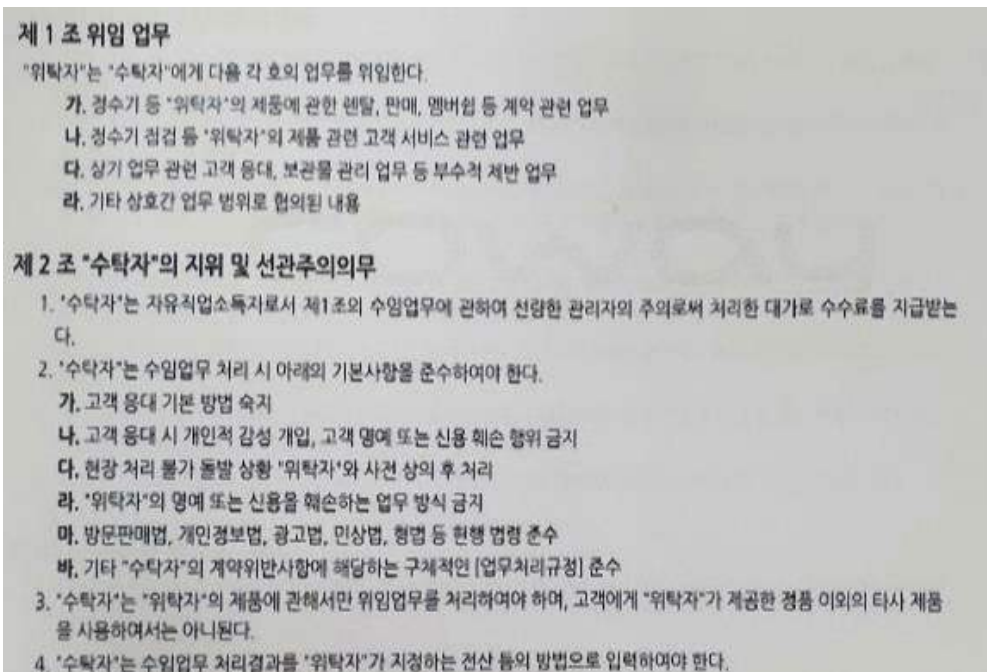 제 1 조 위임 업무
"위탁자"는 "수탁자"에게 다음 각 호의 업무를 위임한다.
가. 정수기 등 "위탁자"의 제품에 관한 렌탈, 판매, 멤버쉽 등 계약 관련 업무
나. 정수기 점검 등 "위탁자"의 제품 관련 고객 서비스 관련 업무
다. 상기 업무 관련 고객 응대, 보관물 관리 업무 등 부수적 제반 업무
라. 기타 상호간 업무 범위로 협의된 내용
제 2 조 "수탁자"의 지위 및 선관주의의무
1. "수탁자"는 자유직업소득자로서 제1조의 수임업무에 관하여 선량한 관리자의 주의로써 처리한 대가로 수수료를 지급받는
다.
2. "수탁자"는 수임업무 처리 시 아래의 기본사항을 준수하여야 한다.
가. 고객 응대 기본 방법 숙지
나. 고객 응대 시 개인적 감성 개입, 고객 명예 또는 신용 훼손 행위 금지
다. 현장 처리 불가 돌발 상황 "위탁자"와 사전 상의 후 처리
라. "위탁자"의 명예 또는 신용을 훼손하는 업무 방식 금지
마. 방문판매법, 개인정보법, 광고법, 민상법, 형법 등 현행 법령 준수
바. 기타 "수탁자"의 계약위반사항에 해당하는 구체적인 [업무처리규정] 준수
3. "수탁자"는 "위탁자"의 제품에 관해서만 위임업무를 처리하여야 하며, 고객에게 "위탁자"가 제공한 정품 이외의 타사 제품
을 사용하여서는 아니된다.
4. "수탁자"는 수임업무 처리결과를 "위탁자"가 지정하는 전산 등의 방법으로 입력하여야 한다.